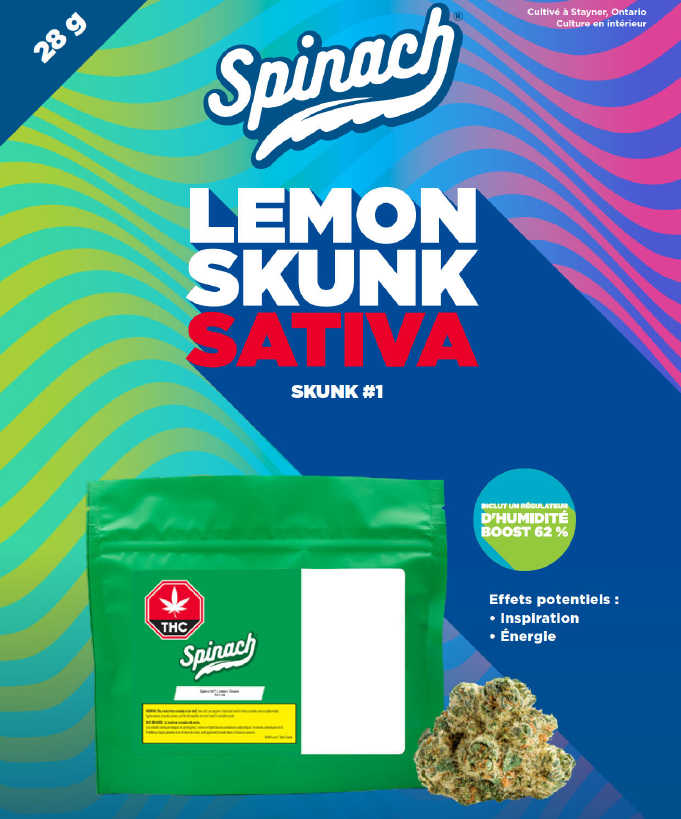 28 g
Cultivé à Stayner, Ontario
Culture en intérieur
Spinach®
LEMON
SKUNK
SATIVA
SKUNK #1
INCLUT UN RÉGULATEUR
D'HUMIDITÉ
BOOST 62 %
Effets potentiels :
• Inspiration
• Énergie
THC
Spinach